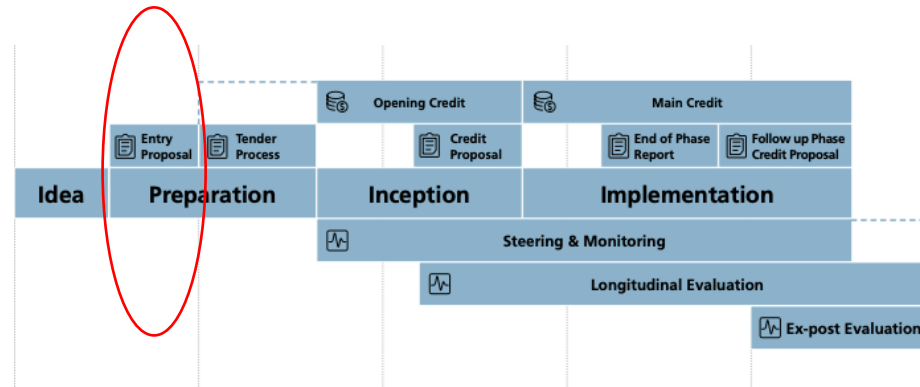 Opening Credit
Main Credit
Entry
Proposal
Tender
Process
Credit
Proposal
End of Phase
Report
Follow up Phase
Credit Proposal
Idea
Preparation
Inception
Implementation
Steering & Monitoring
Longitudinal Evaluation
Ex-post Evaluation